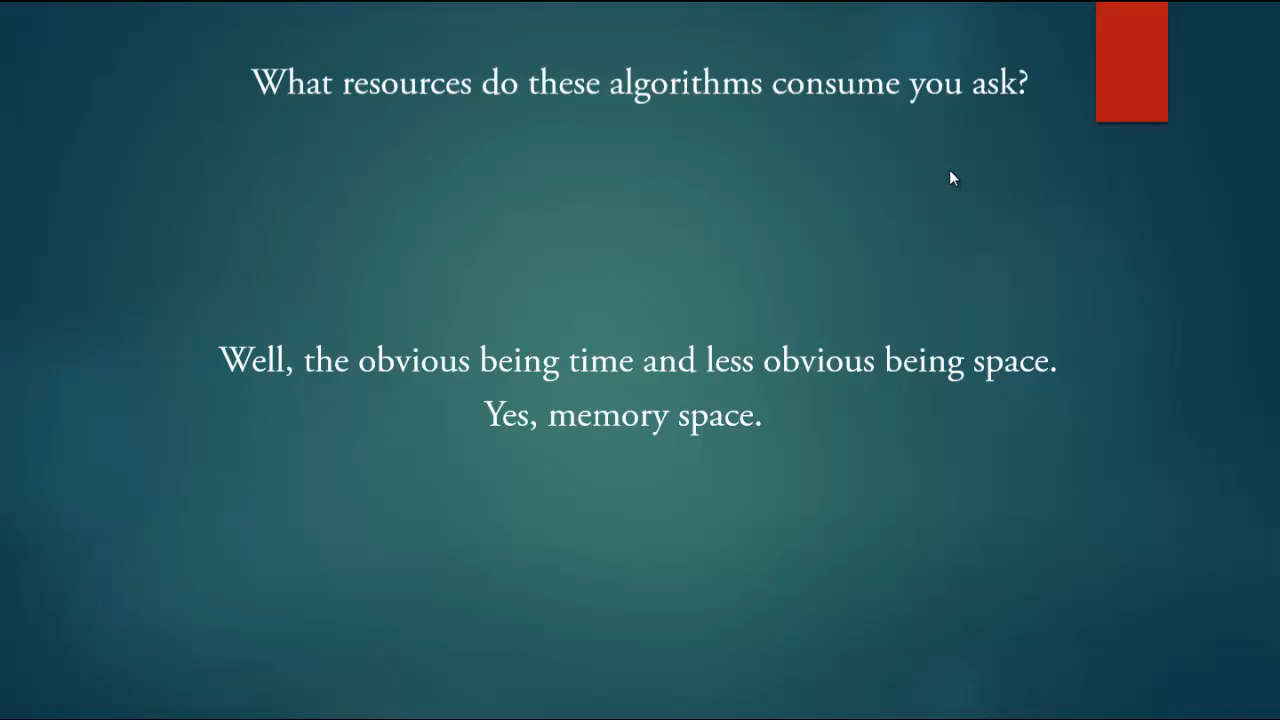 What resources do these algorithms consume you ask?
Well, the obvious being time and less obvious being space.
Yes, memory space.